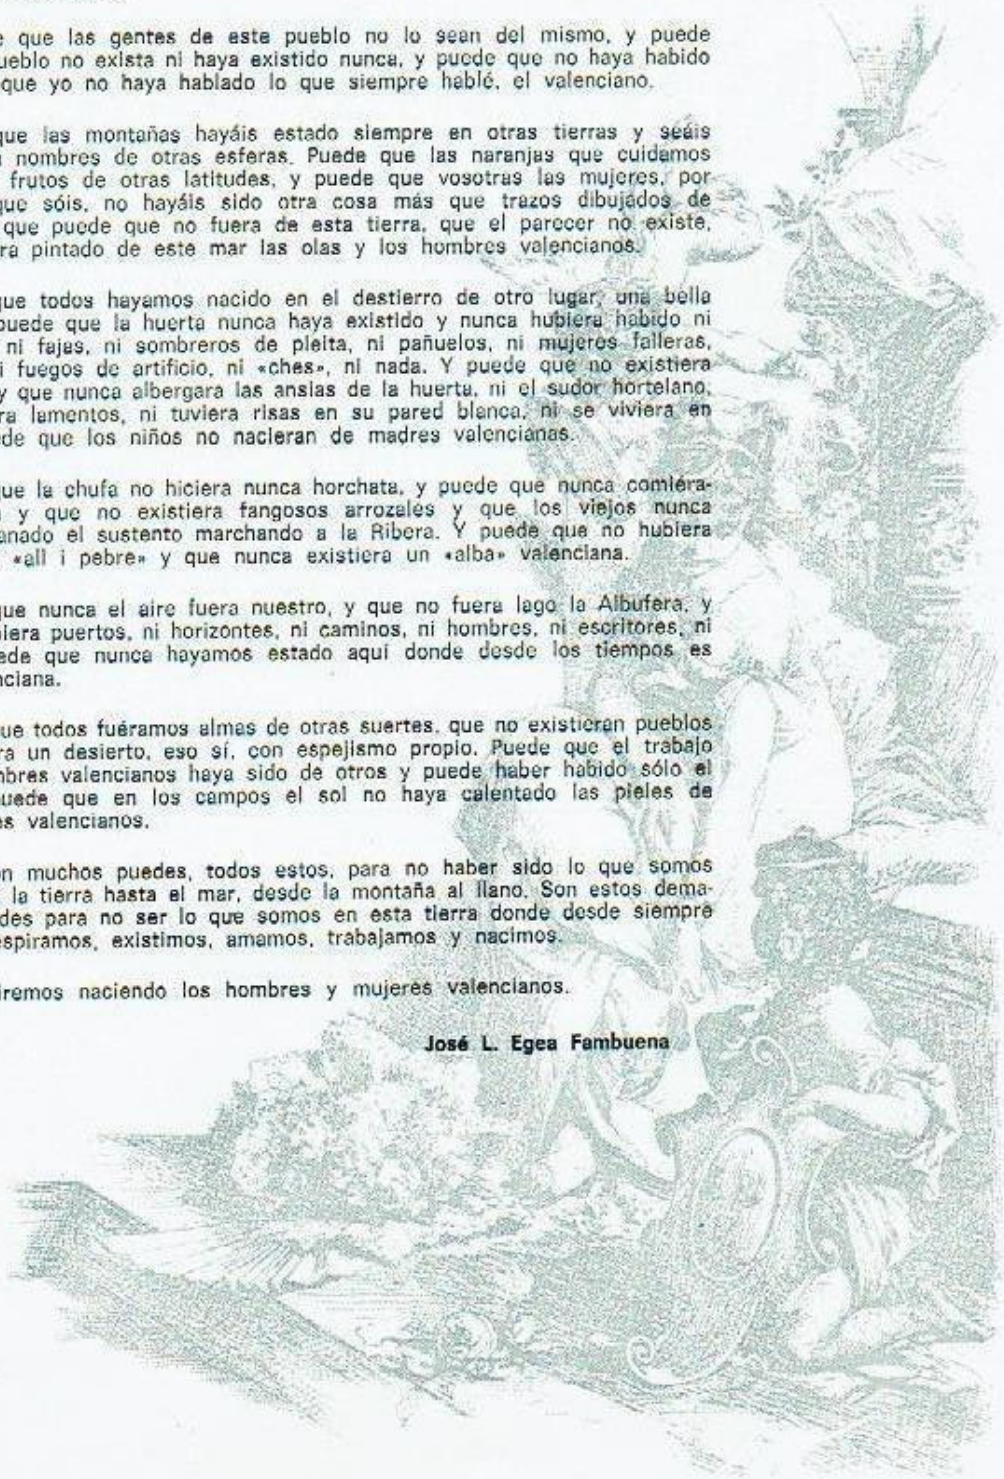 e que las gentes de este pueblo no lo sean del mismo, y puede
ueblo no exista ni haya existido nunca, y puede que no haya habido
que yo no haya hablado lo que siempre hablé, el valenciano.
que las montañas hayáis estado siempre en otras tierras y seáis
nombres de otras esferas. Puede que las naranjas que cuidamos
frutos de otras latitudes, y puede que vosotras las mujeres, por
que sóis, no hayáis sido otra cosa más que trazos dibujados de
que puede que no fuera de esta tierra, que el parecer no existe,
ra pintado de este mar las olas y los hombres valencianos.
que todos hayamos nacido en el destierro de otro lugar, una bella
puede que la huerta nunca haya existido y nunca hubiera habido ni
ni fajas, ni sombreros de pleita, ni pañuelos, ni mujeres falleras,
i fuegos de artificio, ni «ches», ni nada. Y puede que no existiera
y que nunca albergara las ansias de la huerta, ni el sudor hortelano,
ra lamentos, ni tuviera risas en su pared blanca, ni se viviera en
de que los niños no nacieran de madres valencianas.
que la chufa no hiciera nunca horchata, y puede que nunca comiéra-
y que no existiera fangosos arrozales y que los viejos nunca
anado el sustento marchando a la Ribera. Y puede que no hubiera
«all i pebre» y que nunca existiera un «alba» valenciana.
que nunca el aire fuera nuestro, y que no fuera lago la Albufera, y
iera puertos, ni horizontes, ni caminos, ni hombres, ni escritores, ni
ede que nunca hayamos estado aquí donde desde los tiempos es
nciana.
ue todos fuéramos almas de otras suertes, que no existieran pueblos
ra un desierto, eso sí, con espejismo propio. Puede que el trabajo
mbres valencianos haya sido de otros y puede haber habido sólo el
uede que en los campos el sol no haya calentado las pieles de
es valencianos.
on muchos puedes, todos estos, para no haber sido lo que somos
la tierra hasta el mar, desde la montaña al llano. Son estos dema-
des para no ser lo que somos en esta tierra donde desde siempre
espiramos, existimos, amamos, trabajamos y nacimos.
iremos naciendo los hombres y mujeres valencianos.
José L. Egea Fambuena